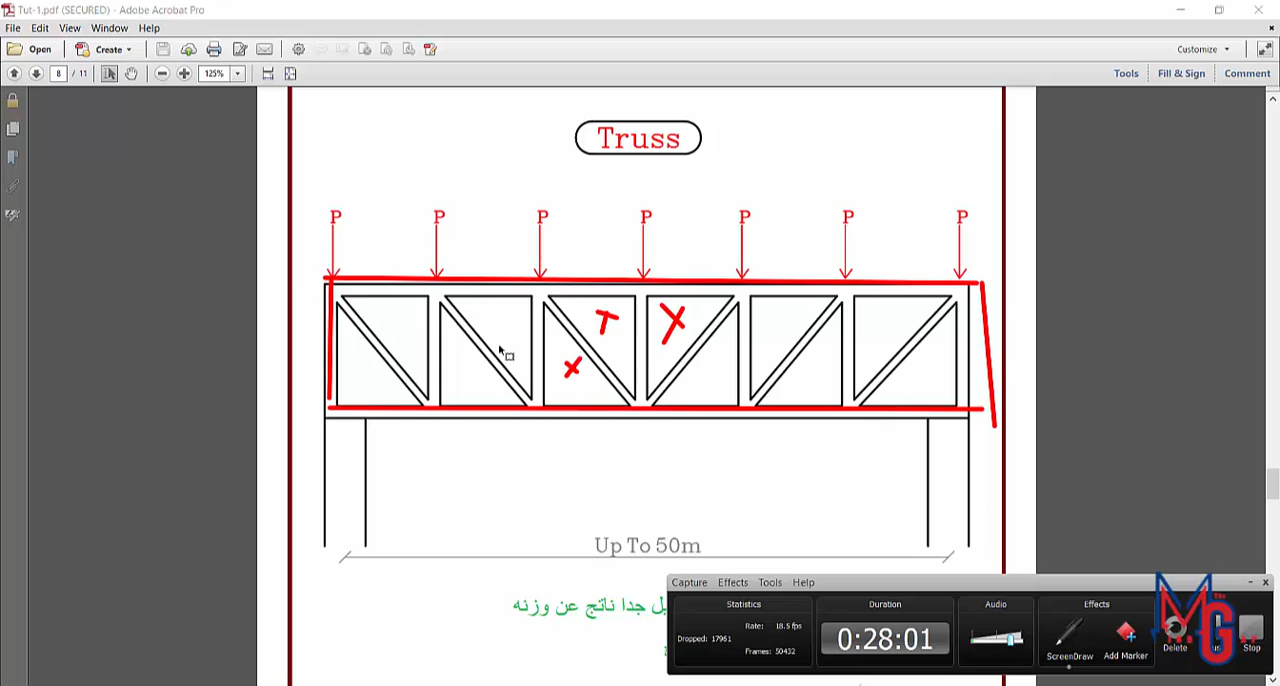 Tut-1.pdf (SECURED) - Adobe Acrobat Pro
File Edit View Window Help
Open Create Customize
8 / 11 125% Tools Fill & Sign Comment
Truss
P P P P P P P
T X
x
Up To 50m
جدا ناتج عن وزنه
Capture Effects Tools Help
Statistics Duration Audio Effects
Rate: 18.5 fps
Dropped: 17961
Frames: 50432
0:28:01
ScreenDraw Add Marker Delete Stop
MG